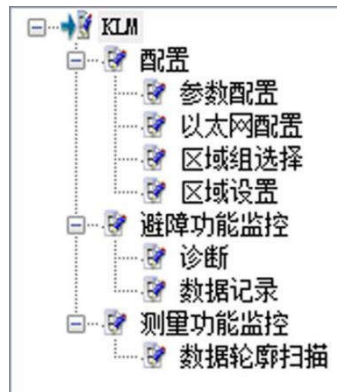 KLM
配置
参数配置
以太网配置
区域组选择
区域设置
避障功能监控
诊断
数据记录
测量功能监控
数据轮廓扫描